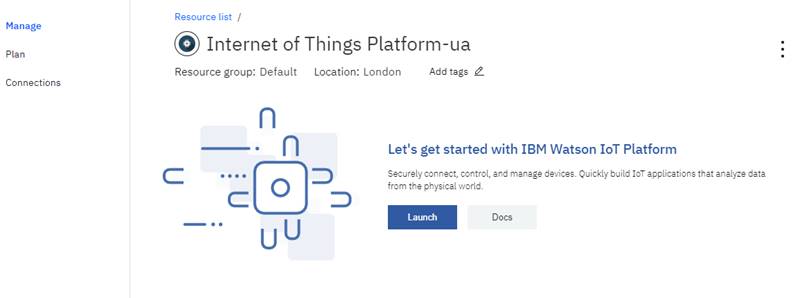 Manage
Plan
Connections
Resource list /
Internet of Things Platform-ua
Resource group: Default Location: London Add tags
Let's get started with IBM Watson IoT Platform
Securely connect, control, and manage devices. Quickly build IoT applications that analyze data
from the physical world.
Launch Docs